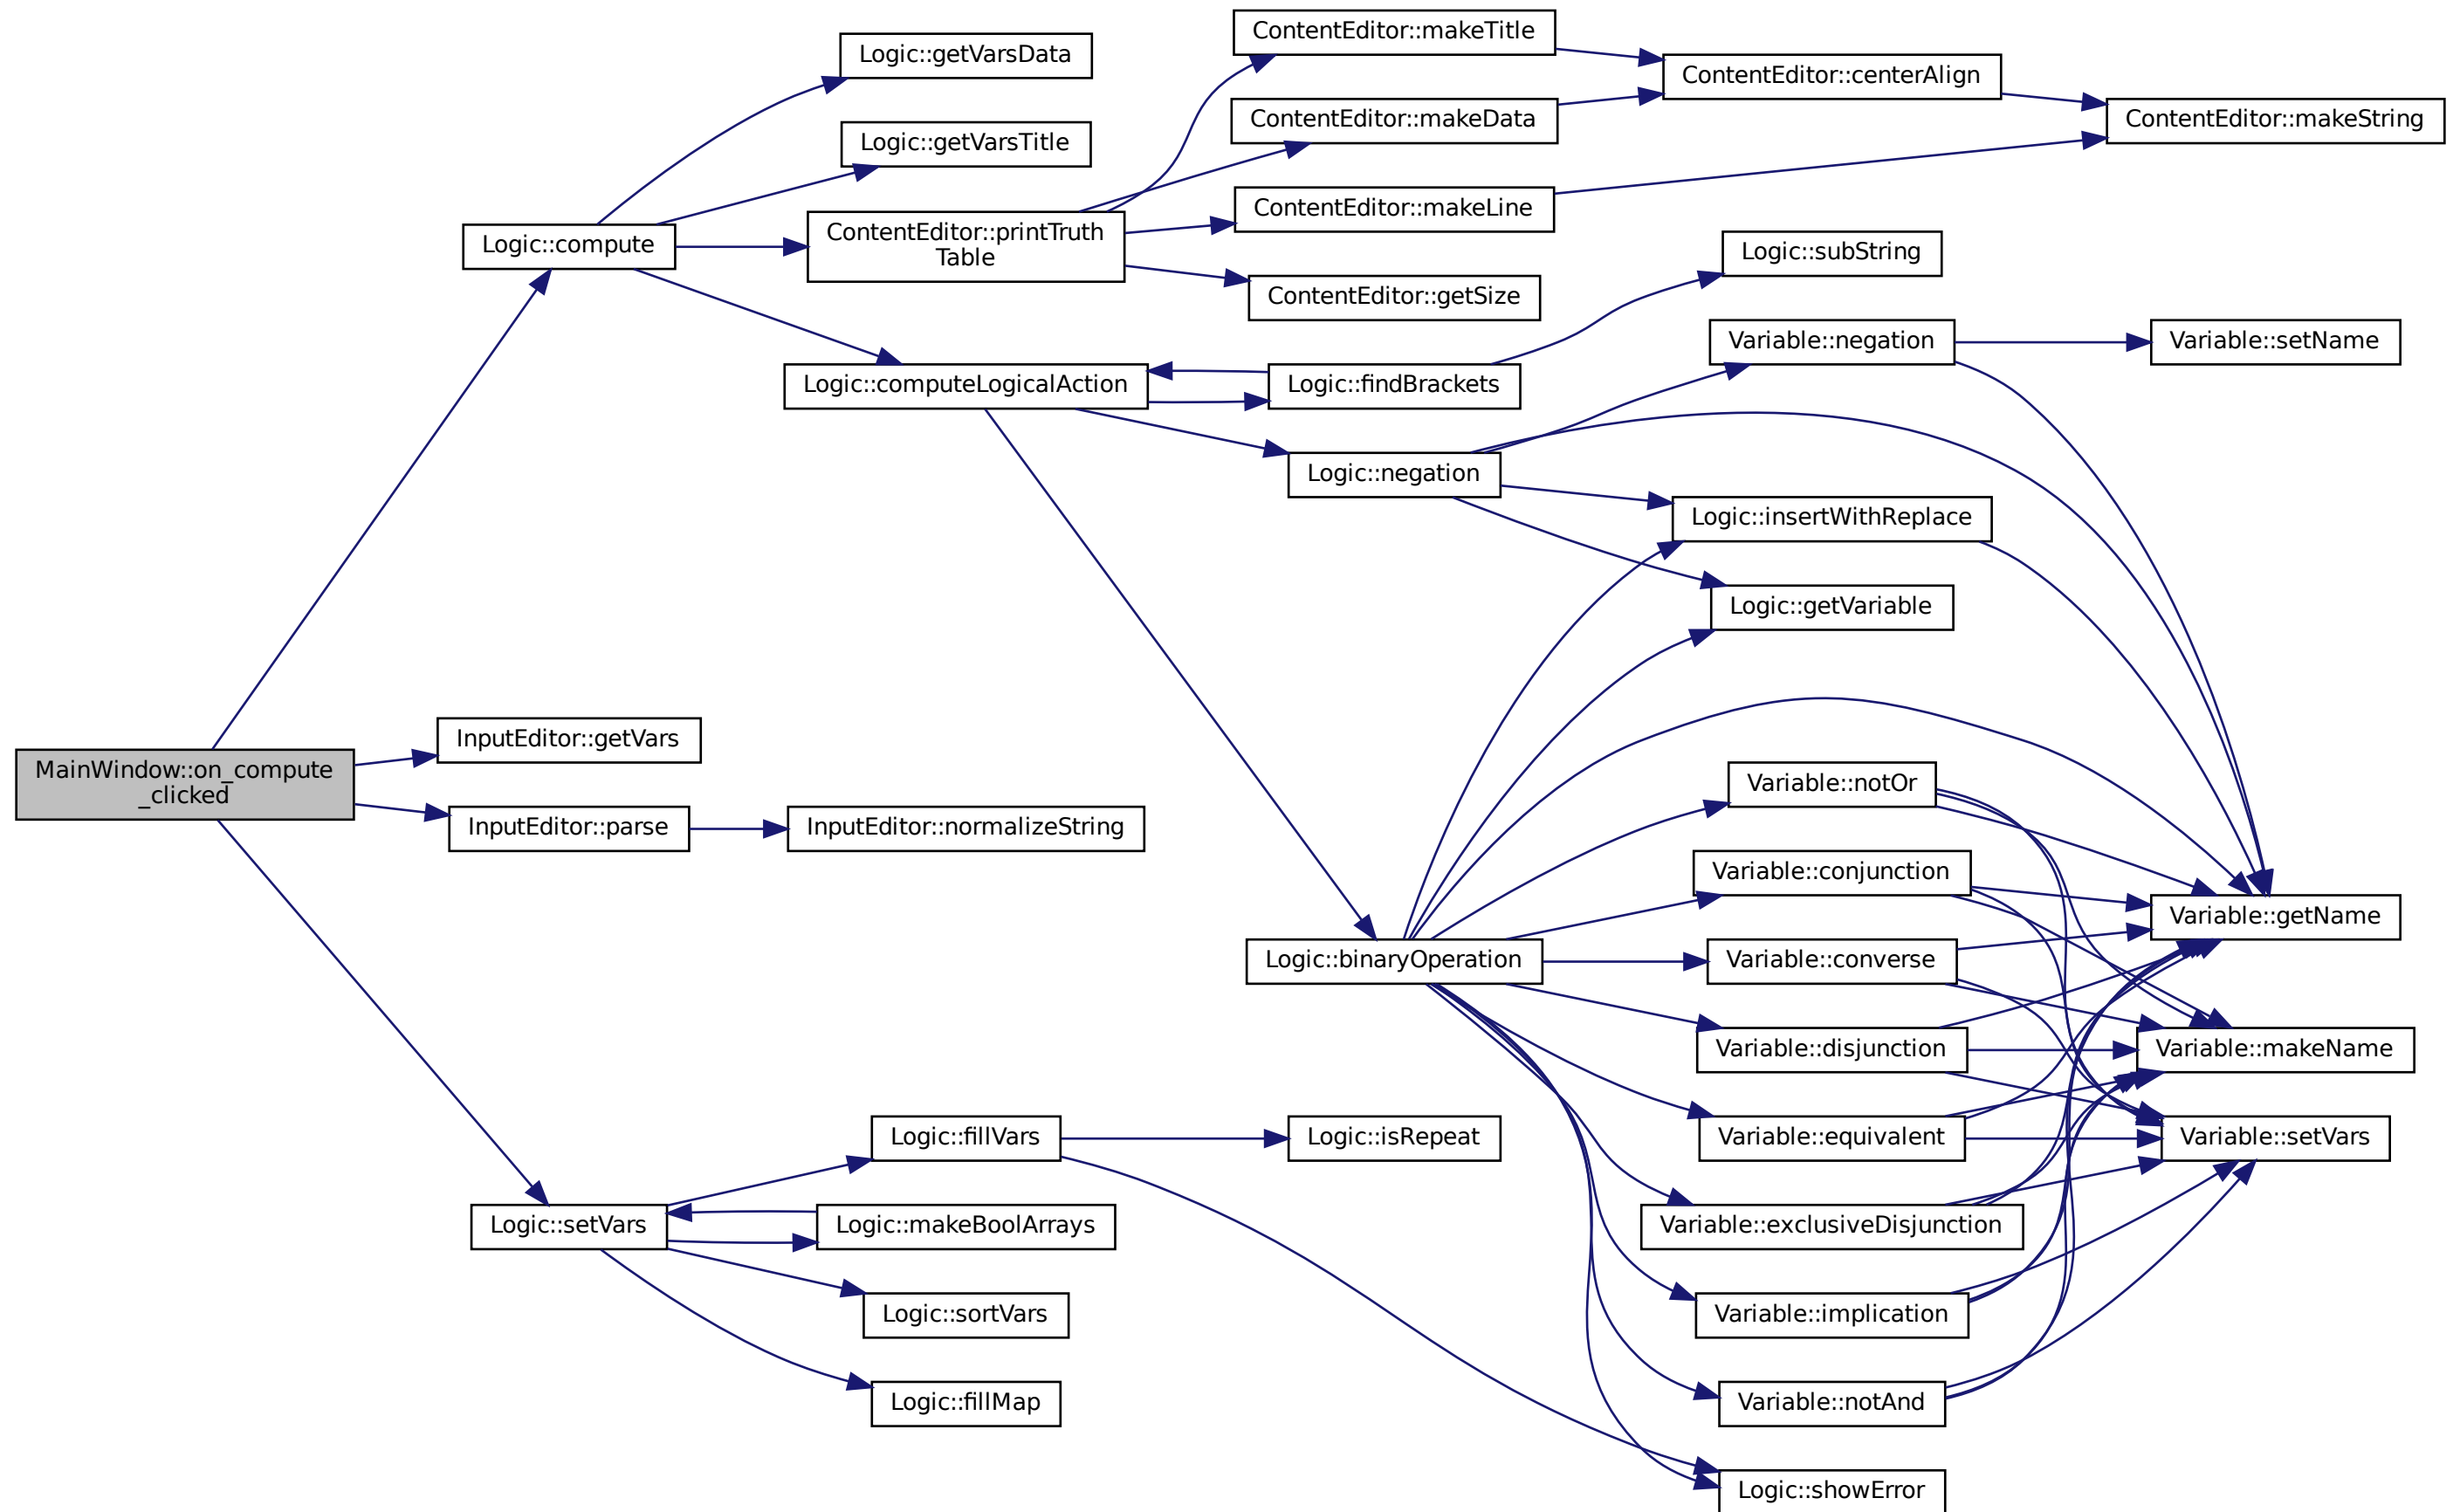 ContentEditor::makeTitle
Logic::getVarsData
ContentEditor::centerAlign
ContentEditor::makeData
ContentEditor::makeString
Logic::getVarsTitle
ContentEditor::makeLine
Logic::compute
ContentEditor::printTruth
Table
Logic::subString
ContentEditor::getSize
Variable::negation
Variable::setName
Logic::computeLogicalAction
Logic::findBrackets
Logic::negation
Logic::insertWithReplace
Logic::getVariable
InputEditor::getVars
MainWindow::on_compute
_clicked
Variable::notOr
InputEditor::parse
InputEditor::normalizeString
Variable::conjunction
Variable::getName
Logic::binaryOperation
Variable::converse
Variable::disjunction
Variable::makeName
Logic::fillVars
Logic::isRepeat
Variable::equivalent
Variable::setVars
Logic::setVars
Logic::makeBoolArrays
Variable::exclusiveDisjunction
Logic::sortVars
Variable::implication
Logic::fillMap
Variable::notAnd
Logic::showError